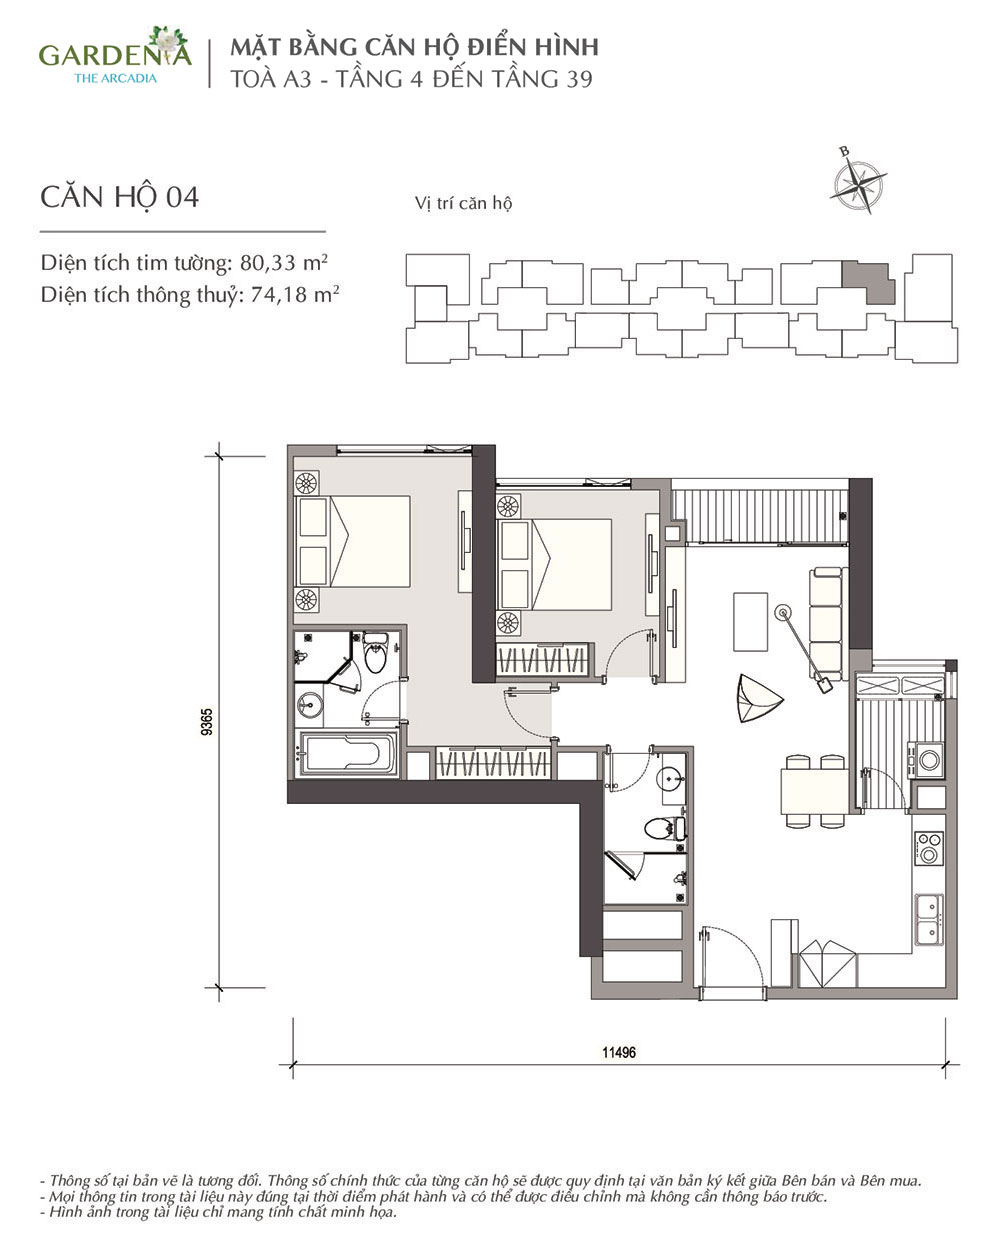 GARDENIA
THE ARCADIA
MẶT BẰNG CĂN HỘ ĐIỂN HÌNH
TOÀ A3 - TẦNG 4 ĐẾN TẦNG 39
B
CĂN HỘ 04
Vị trí căn hộ
Diện tích tim tường: 80,33 m²
Diện tích thông thuỷ: 74,18 m²
9365
11496
- Thông số tại bản vẽ là tương đối. Thông số chính thức của từng căn hộ sẽ được quy định tại văn bản ký kết giữa Bên bán và Bên mua.
- Mọi thông tin trong tài liệu này đúng tại thời điểm phát hành và có thể được điều chỉnh mà không cần thông báo trước.
- Hình ảnh trong tài liệu chỉ mang tính chất minh họa.